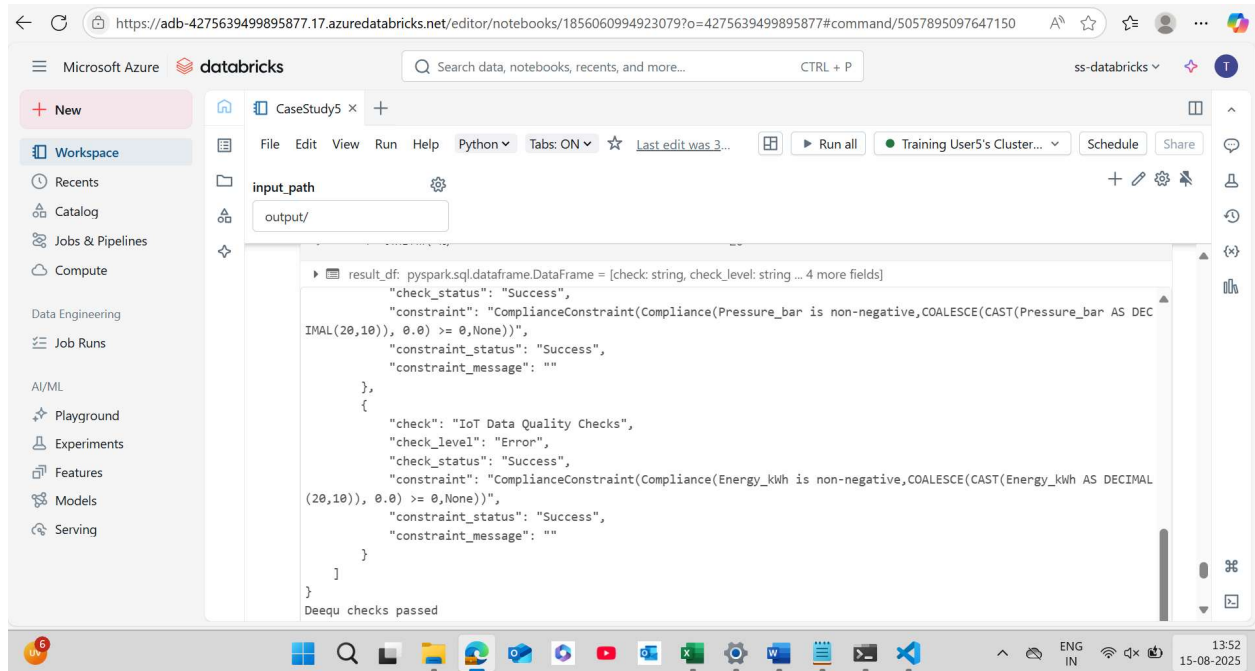 https://adb-4275639499895877.17.azuredatabricks.net/editor/notebooks/1856060994923079?o=4275639499895877#command/5057895097647150
Microsoft Azure databricks
Search data, notebooks, recents, and more...
CTRL + P
ss-databricks
T
New
Workspace
Recents
Catalog
Jobs & Pipelines
Compute
Data Engineering
Job Runs
AI/ML
Playground
Experiments
Features
Models
Serving
CaseStudy5
File Edit View Run Help Python Tabs: ON Last edit was 3... Run all Training User5's Cluster... Schedule Share
input_path
output/
result_df: pyspark.sql.dataframe.DataFrame = [check: string, check_level: string ... 4 more fields]
"check_status": "Success",
"constraint": "ComplianceConstraint(Compliance(Pressure_bar is non-negative,COALESCE(CAST(Pressure_bar AS DEC
IMAL(20,10)), 0.0) >= 0,None))",
"constraint_status": "Success",
"constraint_message": ""
},
{
"check": "IoT Data Quality Checks",
"check_level": "Error",
"check_status": "Success",
"constraint": "ComplianceConstraint(Compliance(Energy_kWh is non-negative,COALESCE(CAST(Energy_kWh AS DECIMAL
(20,10)), 0.0) >= 0,None))",
"constraint_status": "Success",
"constraint_message": ""
}
]
}
Deequ checks passed
UV 6
ENG
IN
13:52
15-08-2025